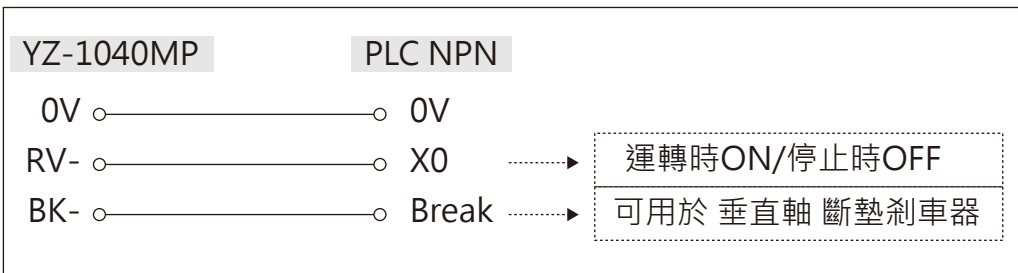 YZ-1040MP PLC NPN
0V 0V
RV- X0 運轉時ON/停止時OFF
BK- Break 可用於 垂直軸 斷墊剎車器